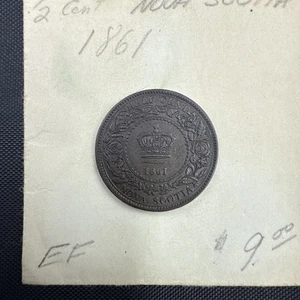 1/2 Cent NOVA SCOTIA
1861
1861
NOVA SCOTIA
EF $ 9.00